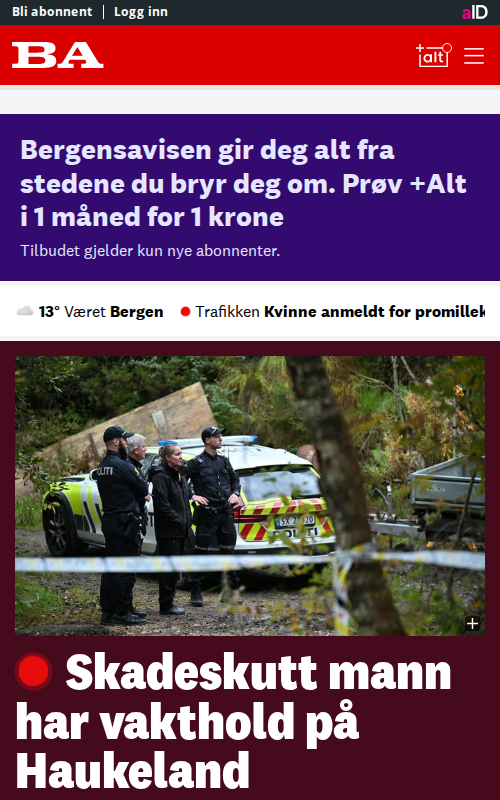 Bli abonnent | Logg inn
aID
BA
+alt
Bergensavisen gir deg alt fra
stedene du bryr deg om. Prøv +Alt
i 1 måned for 1 krone
Tilbudet gjelder kun nye abonnenter.
13° Været Bergen
Trafikken Kvinne anmeldt for promillek
POLITI
Skadeskutt mann
har vakthold på
Haukeland